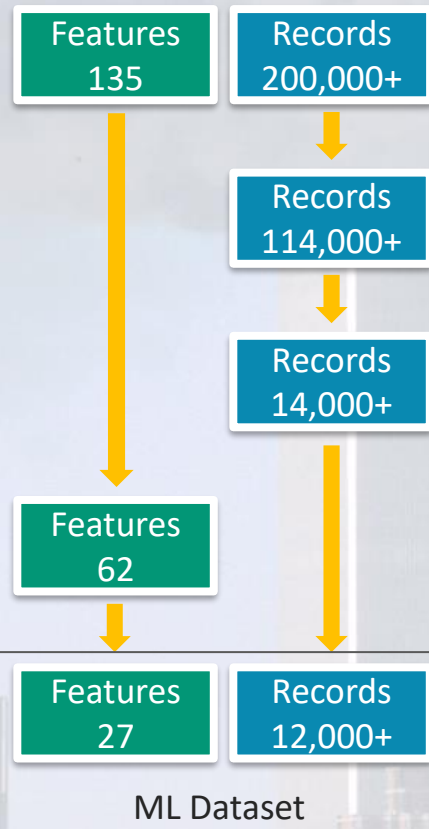 Features
135
Records
200,000+
Records
114,000+
Records
14,000+
Features
62
Features
27
Records
12,000+
ML Dataset